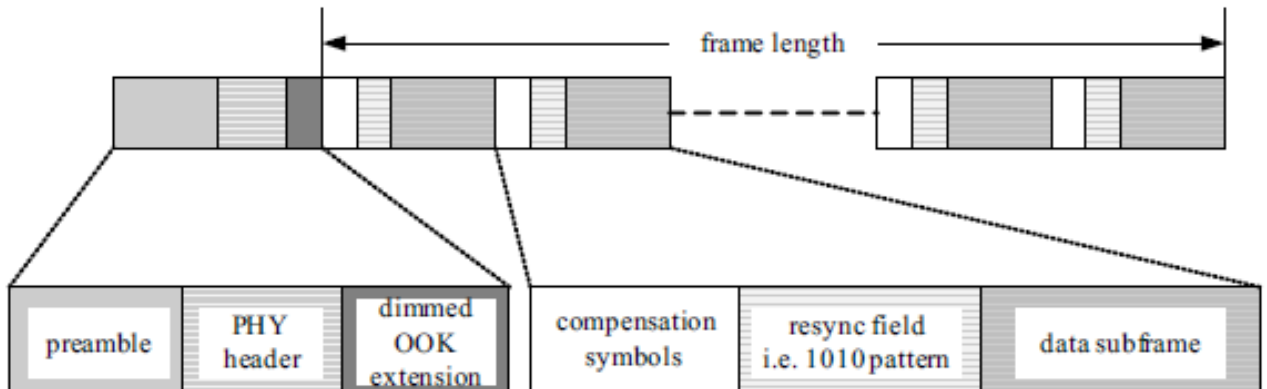 frame length
preamble
PHY
header
dimmed
OOK
extension
compensation
symbols
resync field
i.e. 1010 pattern
data subframe